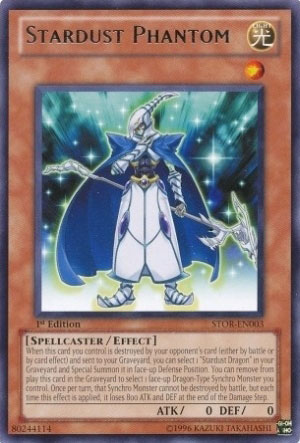 STARDUST PHANTOM
LIGHT
光
1st Edition
STOR-EN003
[SPELLCASTER / EFFECT]
When this card you control is destroyed by your opponent's card (either by battle or
by card effect) and sent to your Graveyard, you can select 1 "Stardust Dragon" in
your Graveyard and Special Summon it in face-up Defense Position. You can remove from
play this card in the Graveyard to select 1 face-up Dragon-Type Synchro Monster you
control. Once per turn, that Synchro Monster cannot be destroyed by battle, but each
time this effect is applied, it loses 800 ATK and DEF at the end of the Damage Step.
ATK/ 0 DEF/ 0
80244114
©1996 KAZUKI TAKAHASHI